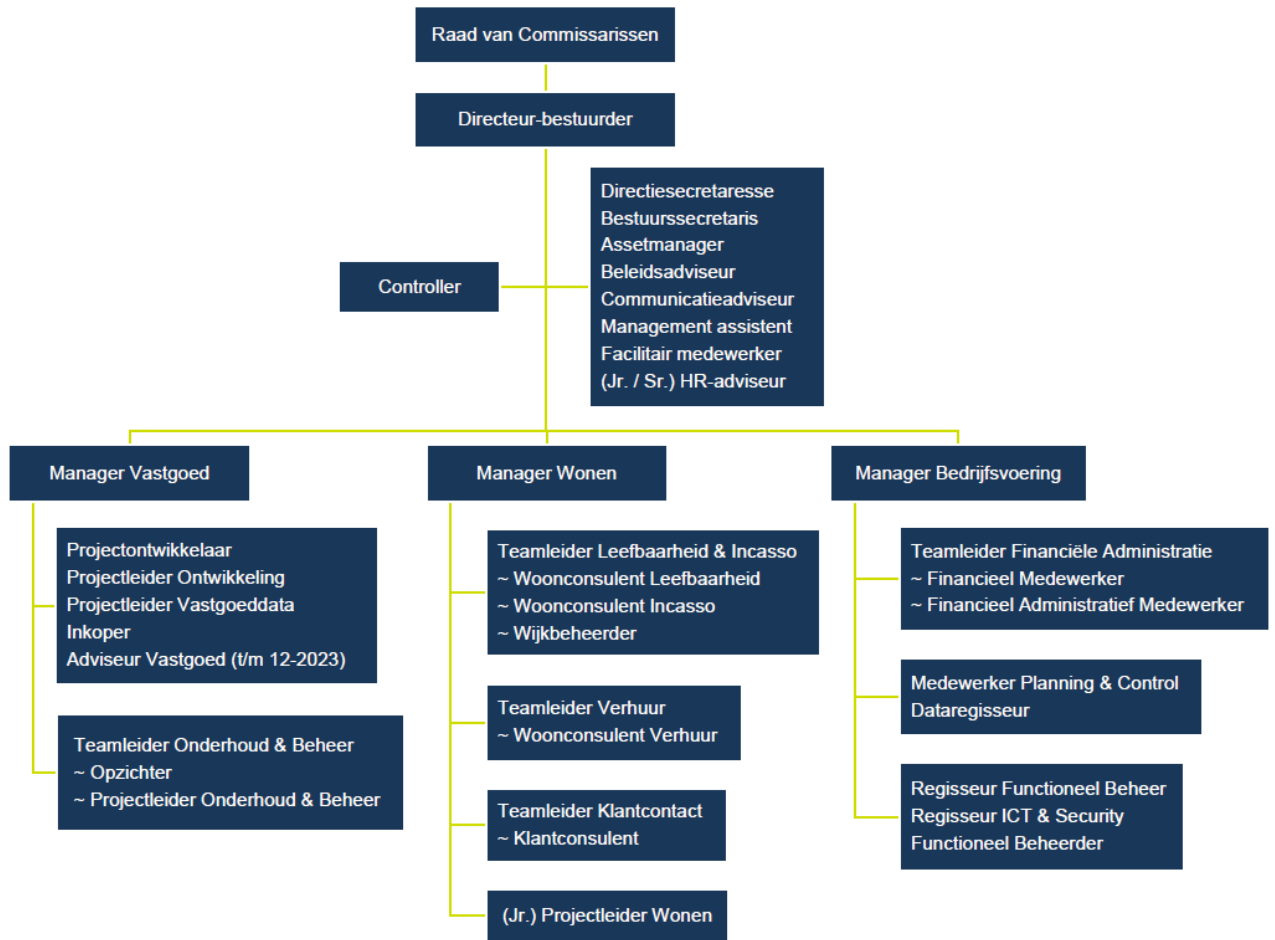 Raad van Commissarissen
Directeur-bestuurder
Directiesecretaresse
Bestuurssecretaris
Assetmanager
Beleidsadviseur
Communicatieadviseur
Management assistent
Facilitair medewerker
(Jr. / Sr.) HR-adviseur
Controller
Manager Vastgoed
Projectontwikkelaar
Projectleider Ontwikkeling
Projectleider Vastgoeddata
Inkoper
Adviseur Vastgoed (t/m 12-2023)
Teamleider Onderhoud & Beheer
~ Opzichter
~ Projectleider Onderhoud & Beheer
Manager Wonen
Teamleider Leefbaarheid & Incasso
~ Woonconsulent Leefbaarheid
~ Woonconsulent Incasso
~ Wijkbeheerder
Teamleider Verhuur
~ Woonconsulent Verhuur
Teamleider Klantcontact
~ Klantconsulent
(Jr.) Projectleider Wonen
Manager Bedrijfsvoering
Teamleider Financiële Administratie
~ Financieel Medewerker
~ Financieel Administratief Medewerker
Medewerker Planning & Control
Dataregisseur
Regisseur Functioneel Beheer
Regisseur ICT & Security
Functioneel Beheerder